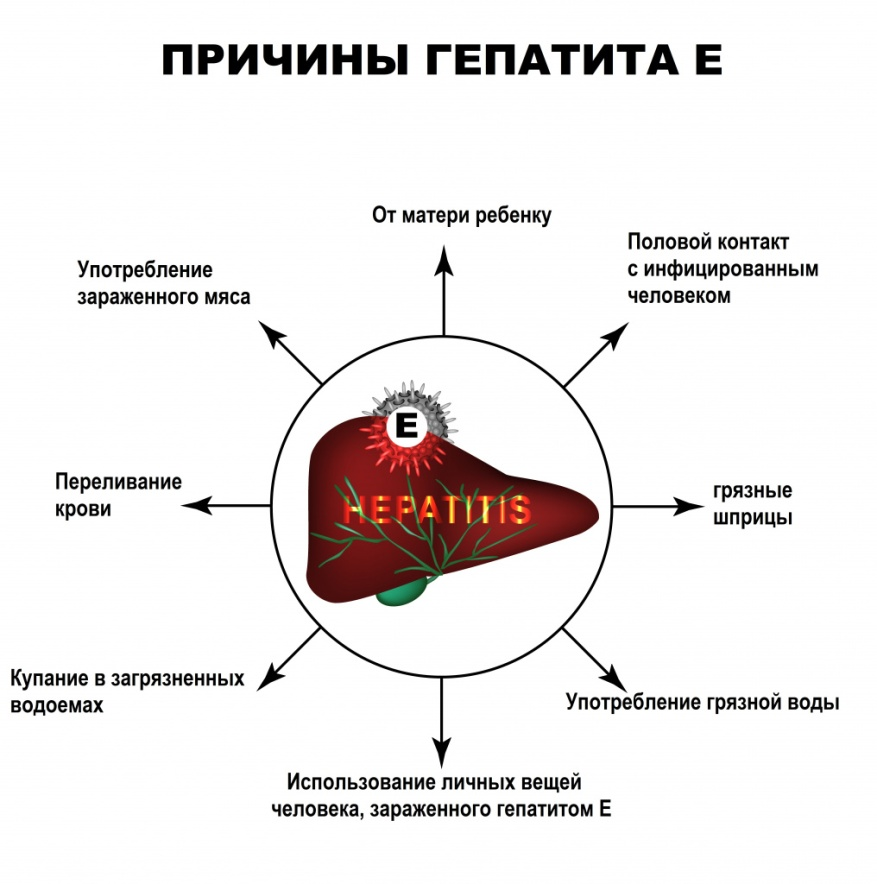 ПРИЧИНЫ ГЕПАТИТА Е
От матери ребенку
Половой контакт
с инфицированным
человеком
Употребление
зараженного мяса
E
HEPATITIS
Переливание
крови
грязные
шприцы
Купание в загрязненных
водоемах
Употребление грязной воды
Использование личных вещей
человека, зараженного гепатитом Е